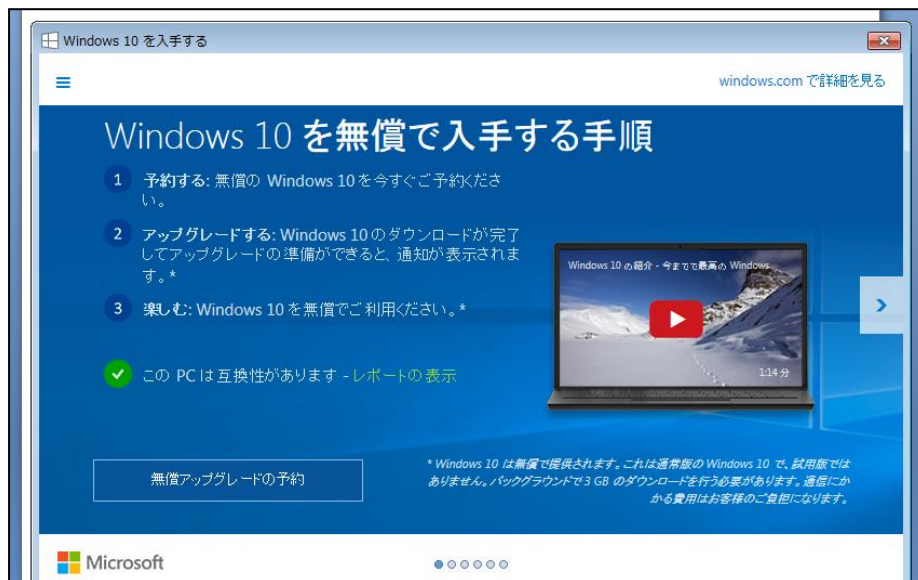 Windows 10 を入手する
windows.com で詳細を見る
Windows 10 を無償で入手する手順
1 予約する: 無償の Windows 10 を今すぐご予約くださ
い。
2 アップグレードする: Windows 10 のダウンロードが完了
してアップグレードの準備ができると、通知が表示されま
す。*
3 楽しむ: Windows 10 を無償でご利用ください。*
Windows 10 の紹介 - 今までで最高の Windows
1:14 分
この PC は互換性があります - レポートの表示
無償アップグレードの予約
* Windows 10 は無償で提供されます。これは通常版の Windows 10 で、試用版では
ありません。バックグラウンドで3 GB のダウンロードを行う必要があります。通信にか
かる費用はお客様のご負担になります。
Microsoft